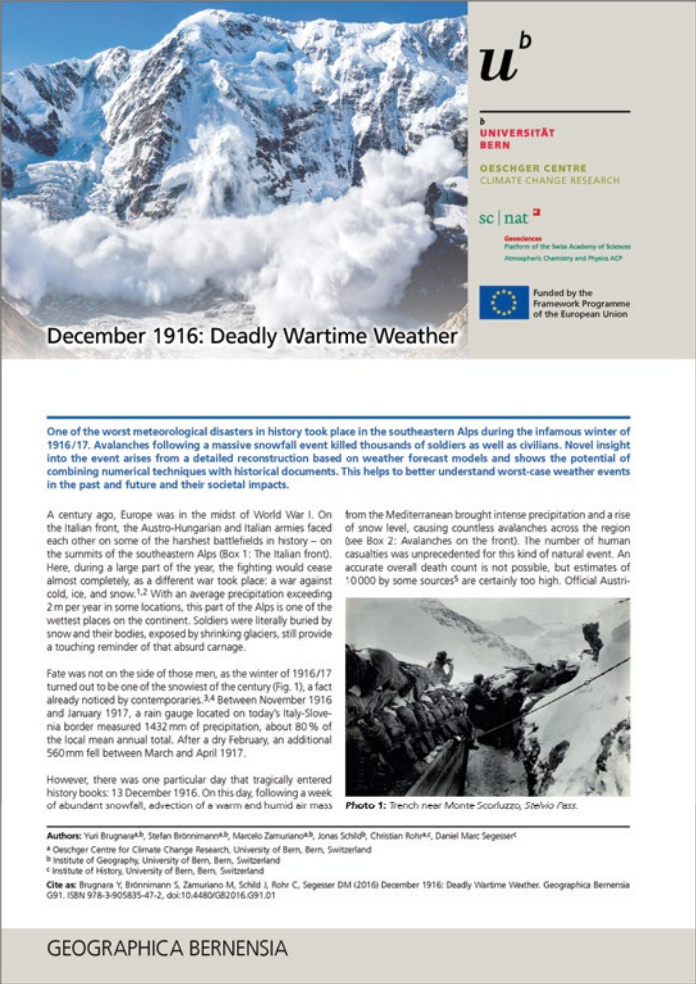 u^b
b
UNIVERSITÄT
BERN
OESCHGER CENTRE
CLIMATE CHANGE RESEARCH
sc | nat
Geosciences
Platform of the Swiss Academy of Sciences
Atmospheric Chemistry and Physics ACP
Funded by the
Framework Programme
of the European Union
December 1916: Deadly Wartime Weather
One of the worst meteorological disasters in history took place in the southeastern Alps during the infamous winter of
1916/17. Avalanches following a massive snowfall event killed thousands of soldiers as well as civilians. Novel insight
into the event arises from a detailed reconstruction based on weather forecast models and shows the potential of
combining numerical techniques with historical documents. This helps to better understand worst-case weather events
in the past and future and their societal impacts.
A century ago, Europe was in the midst of World War I. On
the Italian front, the Austro-Hungarian and Italian armies faced
each other on some of the harshest battlefields in history – on
the summits of the southeastern Alps (Box 1: The Italian front).
Here, during a large part of the year, the fighting would cease
almost completely, as a different war took place: a war against
cold, ice, and snow.1,2 With an average precipitation exceeding
2 m per year in some locations, this part of the Alps is one of the
wettest places on the continent. Soldiers were literally buried by
snow and their bodies, exposed by shrinking glaciers, still provide
a touching reminder of that absurd carnage.
Fate was not on the side of those men, as the winter of 1916/17
turned out to be one of the snowiest of the century (Fig. 1), a fact
already noticed by contemporaries.3,4 Between November 1916
and January 1917, a rain gauge located on today's Italy-Slove-
nia border measured 1432 mm of precipitation, about 80 % of
the local mean annual total. After a dry February, an additional
560 mm fell between March and April 1917.
However, there was one particular day that tragically entered
history books: 13 December 1916. On this day, following a week
of abundant snowfall, advection of a warm and humid air mass
from the Mediterranean brought intense precipitation and a rise
of snow level, causing countless avalanches across the region
(see Box 2: Avalanches on the front). The number of human
casualties was unprecedented for this kind of natural event. An
accurate overall death count is not possible, but estimates of
10 000 by some sources5 are certainly too high. Official Austri-
Photo 1: Trench near Monte Scorluzzo, Stelvio Pass.
Authors: Yuri Brugnara a,b, Stefan Brönnimann a,b, Marcelo Zamuriano a,b, Jonas Schild b, Christian Rohr a,c, Daniel Marc Segesser c
a Oeschger Centre for Climate Change Research, University of Bern, Bern, Switzerland
b Institute of Geography, University of Bern, Bern, Switzerland
c Institute of History, University of Bern, Bern, Switzerland
Cite as: Brugnara Y, Brönnimann S, Zamuriano M, Schild J, Rohr C, Segesser DM (2016) December 1916: Deadly Wartime Weather. Geographica Bernensia
G91. ISBN 978-3-905835-47-2, doi:10.4480/GB2016.G91.01
GEOGRAPHICA BERNENSIA